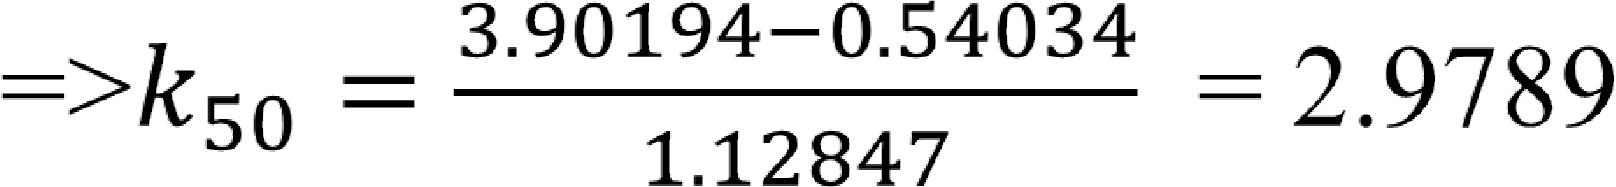 =>k₅₀ = (3.90194−0.54034)/1.12847 = 2.9789